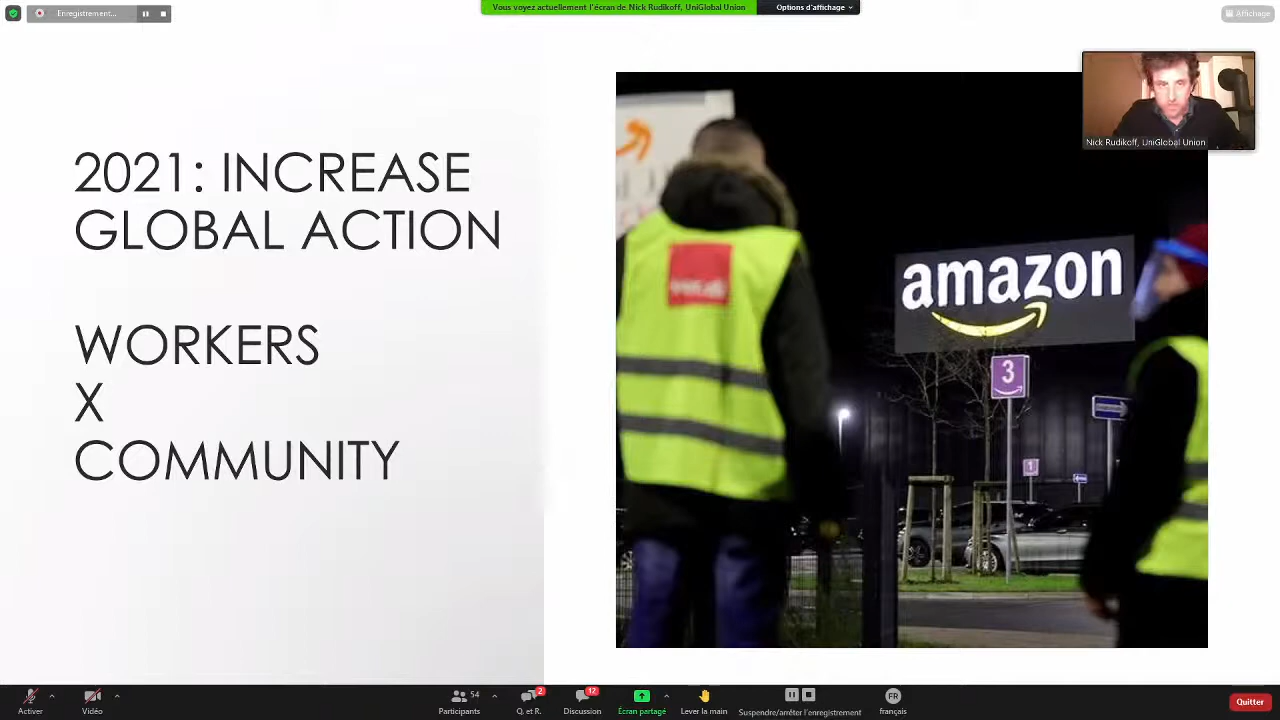 Enregistrement...
Vous voyez actuellement l'écran de Nick Rudikoff, UniGlobal Union
Options d'affichage
Affichage
2021: INCREASE
GLOBAL ACTION
WORKERS
X
COMMUNITY
Nick Rudikoff, UniGlobal Union
amazon
3
1
Activer
Vidéo
Participants
54
Q. et R.
2
Discussion
12
Écran partagé
Lever la main
Suspendre/arrêter l'enregistrement
FR
français
Quitter